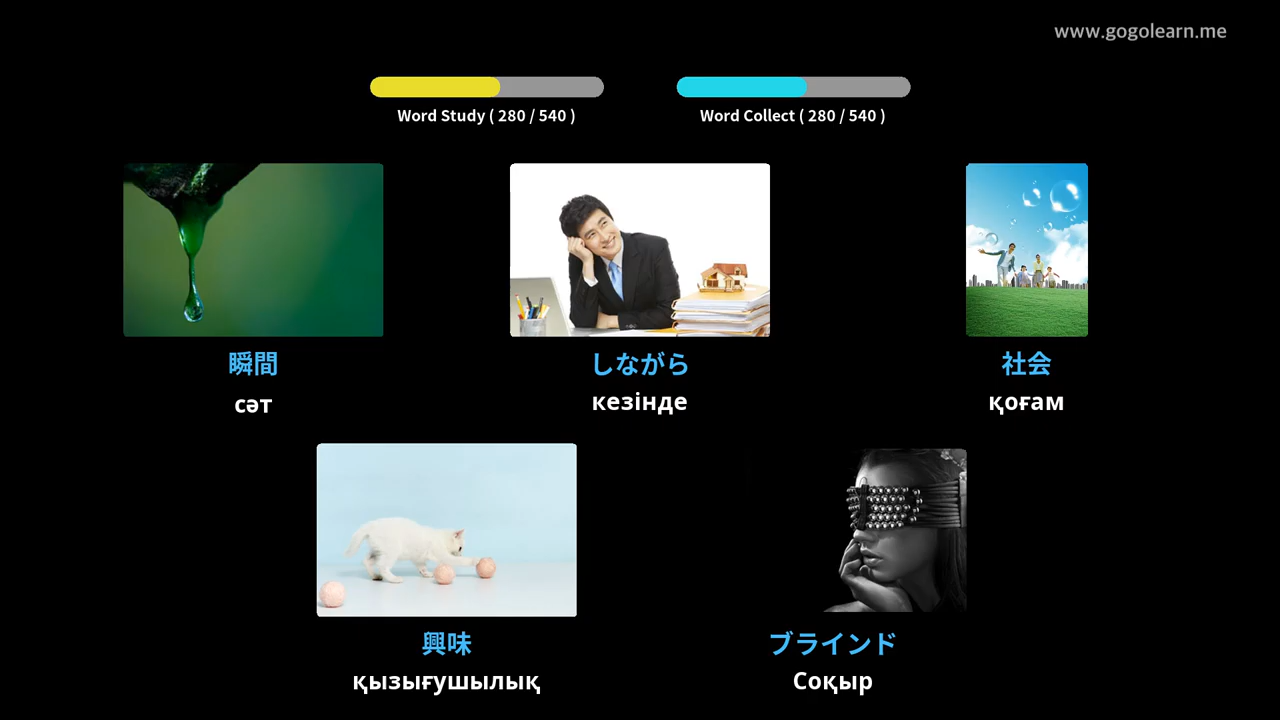 www.gogolearn.me
Word Study ( 280 / 540 )
Word Collect ( 280 / 540 )
瞬間
しながら
社会
сәт
кезінде
қоғам
興味
ブラインド
қызығушылық
Соқыр